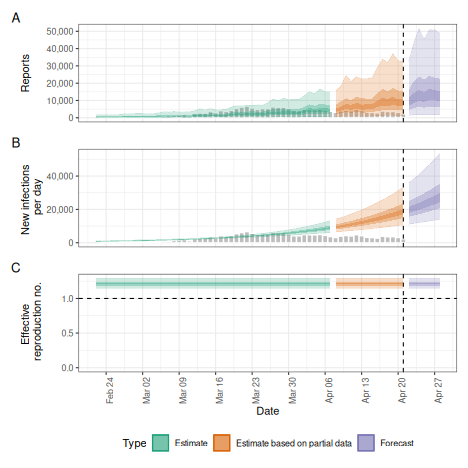 A
Reports
50,000
40,000
30,000
20,000
10,000
0
B
New infections
per day
40,000
20,000
0
C
Effective
reproduction no.
1.0
0.5
0.0
Feb 24
Mar 02
Mar 09
Mar 16
Mar 23
Mar 30
Apr 06
Apr 13
Apr 20
Apr 27
Date
Type
Estimate
Estimate based on partial data
Forecast